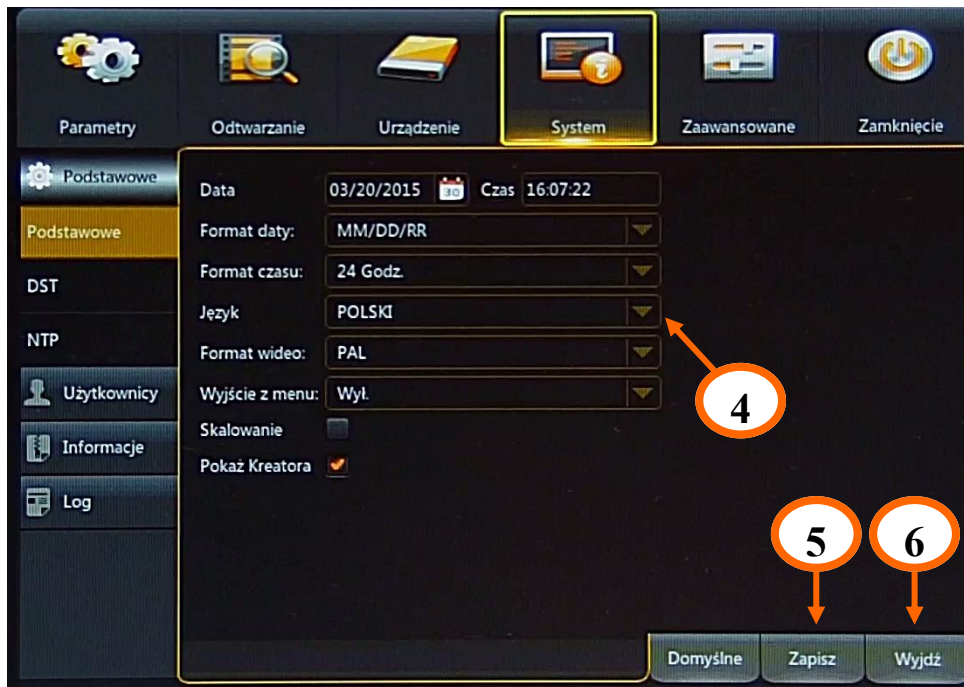 Parametry Odtwarzanie Urządzenie System Zaawansowane Zamknięcie
Podstawowe
Podstawowe
DST
NTP
Użytkownicy
Informacje
Log
Data 03/20/2015 30 Czas 16:07:22
Format daty: MM/DD/RR
Format czasu: 24 Godz.
Język POLSKI
Format wideo: PAL
Wyjście z menu: Wył.
Skalowanie
Pokaż Kreatora
4
5 6
Domyślne Zapisz Wyjdź